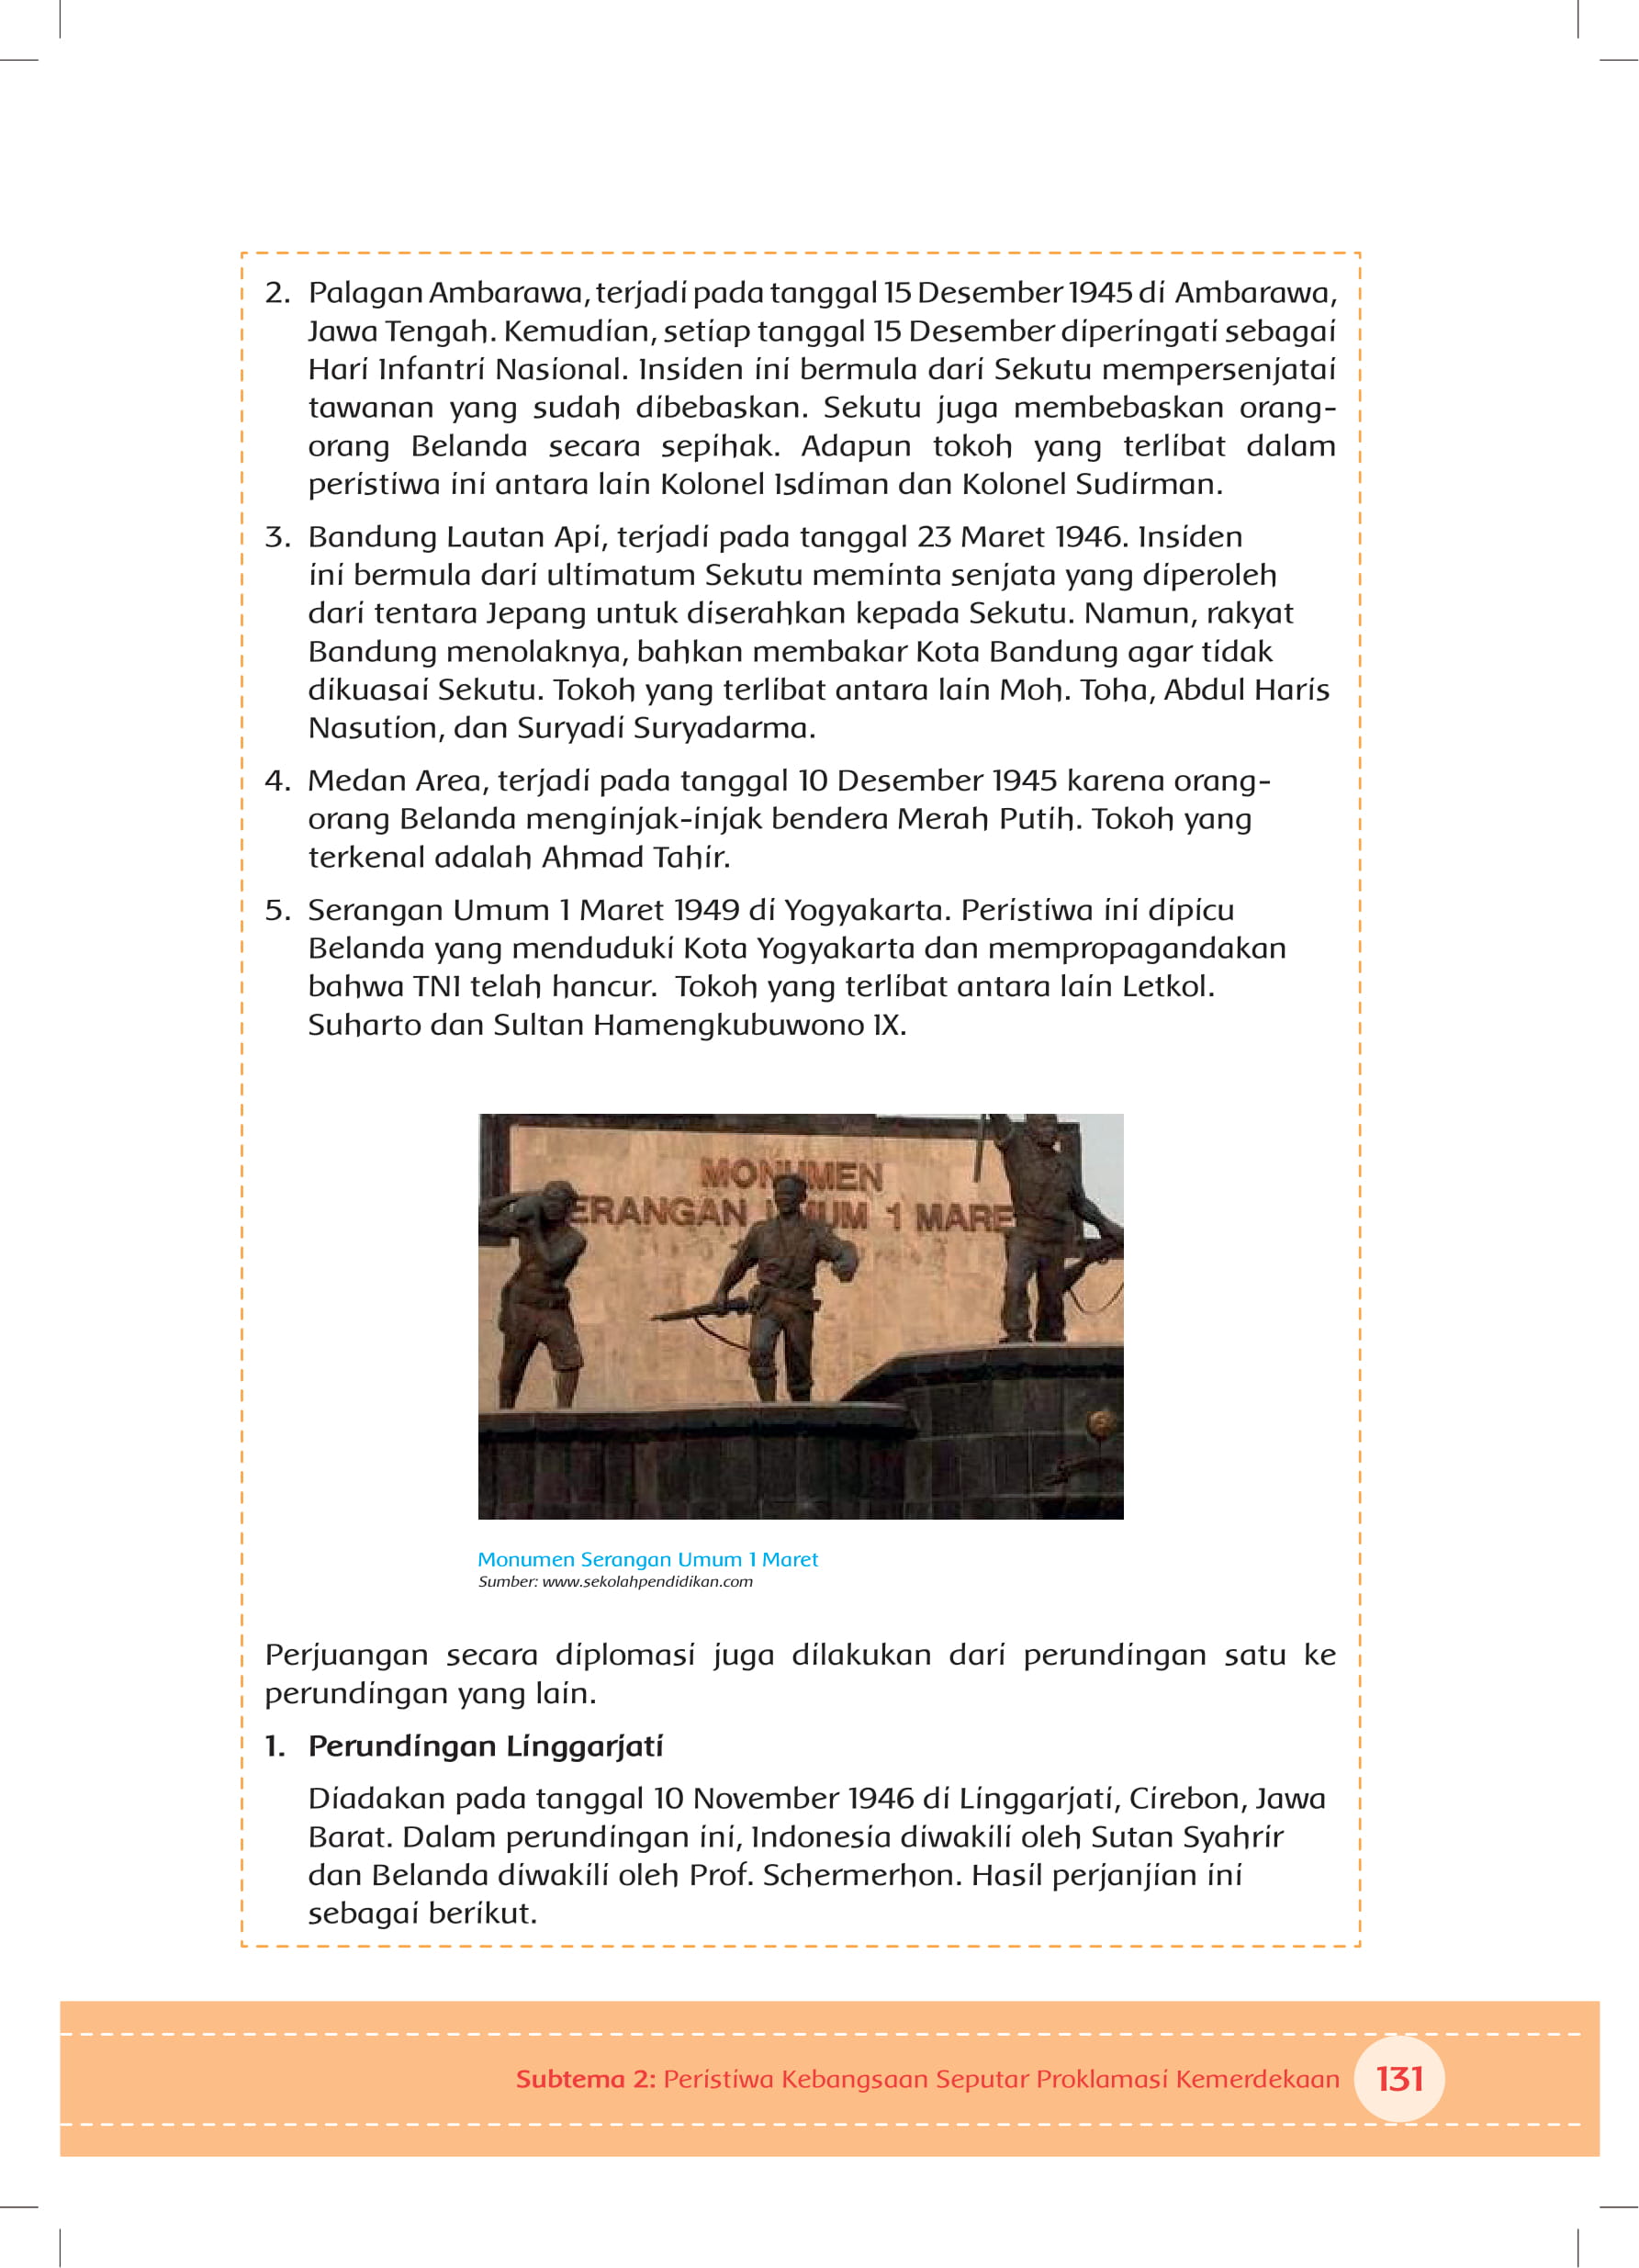 2. Palagan Ambarawa, terjadi pada tanggal 15 Desember 1945 di Ambarawa,
Jawa Tengah. Kemudian, setiap tanggal 15 Desember diperingati sebagai
Hari Infantri Nasional. Insiden ini bermula dari Sekutu mempersenjatai
tawanan yang sudah dibebaskan. Sekutu juga membebaskan orang-
orang Belanda secara sepihak. Adapun tokoh yang terlibat dalam
peristiwa ini antara lain Kolonel Isdiman dan Kolonel Sudirman.
3. Bandung Lautan Api, terjadi pada tanggal 23 Maret 1946. Insiden
ini bermula dari ultimatum Sekutu meminta senjata yang diperoleh
dari tentara Jepang untuk diserahkan kepada Sekutu. Namun, rakyat
Bandung menolaknya, bahkan membakar Kota Bandung agar tidak
dikuasai Sekutu. Tokoh yang terlibat antara lain Moh. Toha, Abdul Haris
Nasution, dan Suryadi Suryadarma.
4. Medan Area, terjadi pada tanggal 10 Desember 1945 karena orang-
orang Belanda menginjak-injak bendera Merah Putih. Tokoh yang
terkenal adalah Ahmad Tahir.
5. Serangan Umum 1 Maret 1949 di Yogyakarta. Peristiwa ini dipicu
Belanda yang menduduki Kota Yogyakarta dan mempropagandakan
bahwa TNI telah hancur. Tokoh yang terlibat antara lain Letkol.
Suharto dan Sultan Hamengkubuwono IX.
MONUMEN
ERANGAN UMUM 1 MARE
Monumen Serangan Umum 1 Maret
Sumber: www.sekolahpendidikan.com
Perjuangan secara diplomasi juga dilakukan dari perundingan satu ke
perundingan yang lain.
1. Perundingan Linggarjati
Diadakan pada tanggal 10 November 1946 di Linggarjati, Cirebon, Jawa
Barat. Dalam perundingan ini, Indonesia diwakili oleh Sutan Syahrir
dan Belanda diwakili oleh Prof. Schermerhon. Hasil perjanjian ini
sebagai berikut.
Subtema 2: Peristiwa Kebangsaan Seputar Proklamasi Kemerdekaan 131